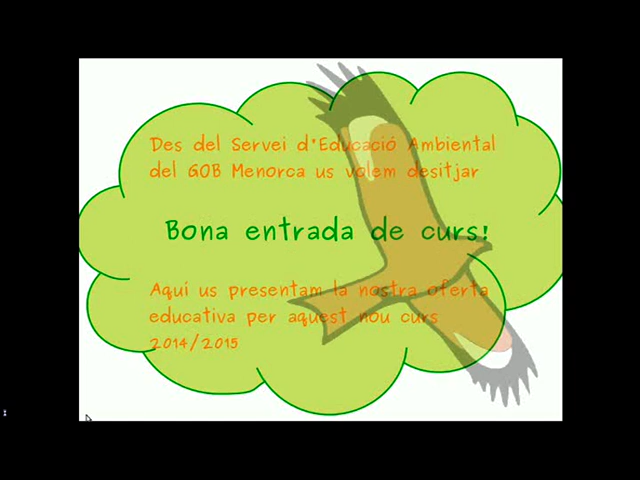 Des del Servei d'Educació Ambiental
del GOB Menorca us volem desitjar
Bona entrada de curs!
Aquí us presentam la nostra oferta
educativa per aquest nou curs
2014/2015